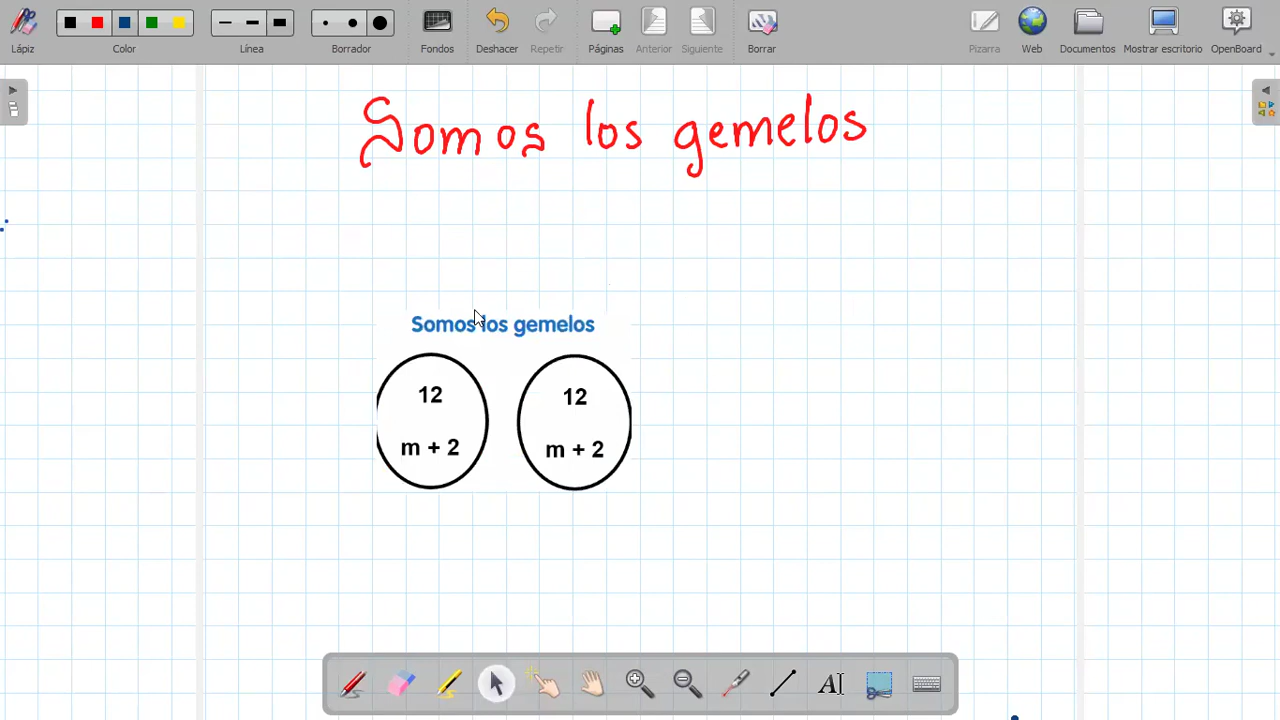 Lápiz Color Línea Borrador Fondos Deshacer Repetir Páginas Anterior Siguiente Borrar Pizarra Web Documentos Mostrar escritorio OpenBoard
Somos los gemelos
Somos los gemelos
12 12
m + 2 m + 2
AI